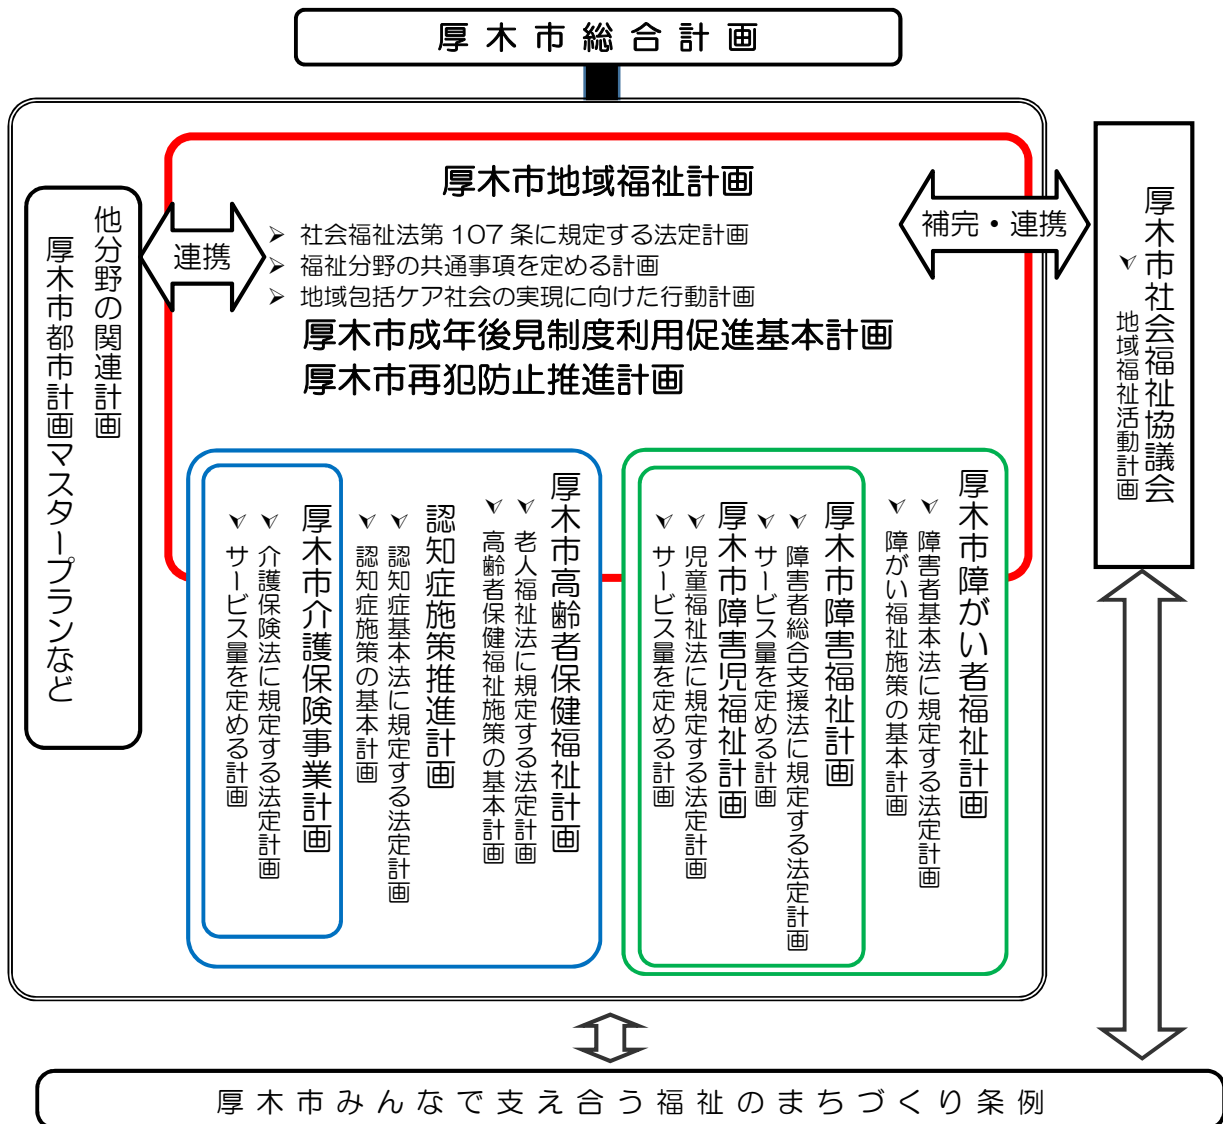 厚木市総合計画
厚木市地域福祉計画
➢ 社会福祉法第 107 条に規定する法定計画
➢ 福祉分野の共通事項を定める計画
➢ 地域包括ケア社会の実現に向けた行動計画
厚木市成年後見制度利用促進基本計画
厚木市再犯防止推進計画
連携
補完・連携
他分野の関連計画
厚木市都市計画マスタープランなど
厚木市社会福祉協議会
➢ 地域福祉活動計画
厚木市障がい者福祉計画
➢ 障害者基本法に規定する法定計画
➢ 障がい福祉施策の基本計画
厚木市障害福祉計画
➢ 障害者総合支援法に規定する法定計画
➢ サービス量を定める計画
厚木市障害児福祉計画
➢ 児童福祉法に規定する法定計画
➢ サービス量を定める計画
厚木市高齢者保健福祉計画
➢ 老人福祉法に規定する法定計画
➢ 高齢者保健福祉施策の基本計画
認知症施策推進計画
➢ 認知症基本法に規定する法定計画
➢ 認知症施策の基本計画
厚木市介護保険事業計画
➢ 介護保険法に規定する法定計画
➢ サービス量を定める計画
厚木市みんなで支え合う福祉のまちづくり条例